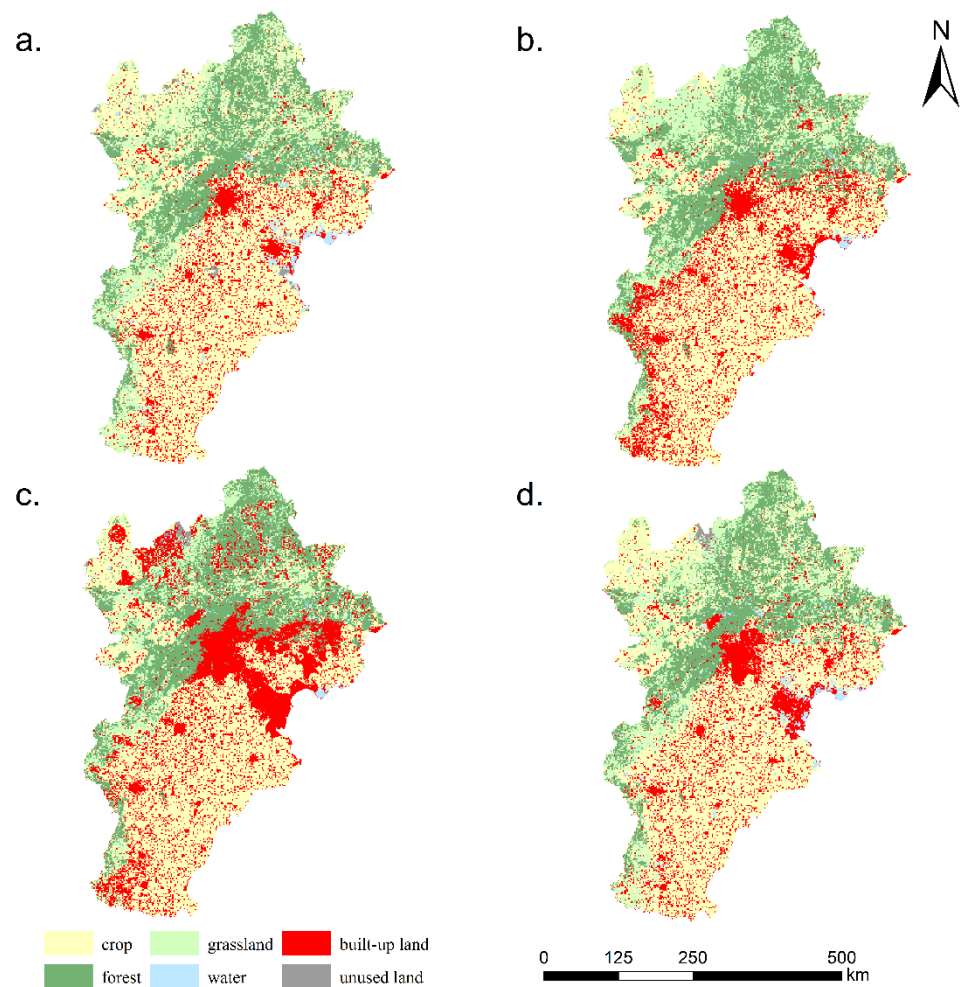 a.
b.
N
c.
d.
crop
grassland
built-up land
forest
water
unused land
0 125 250 500
km